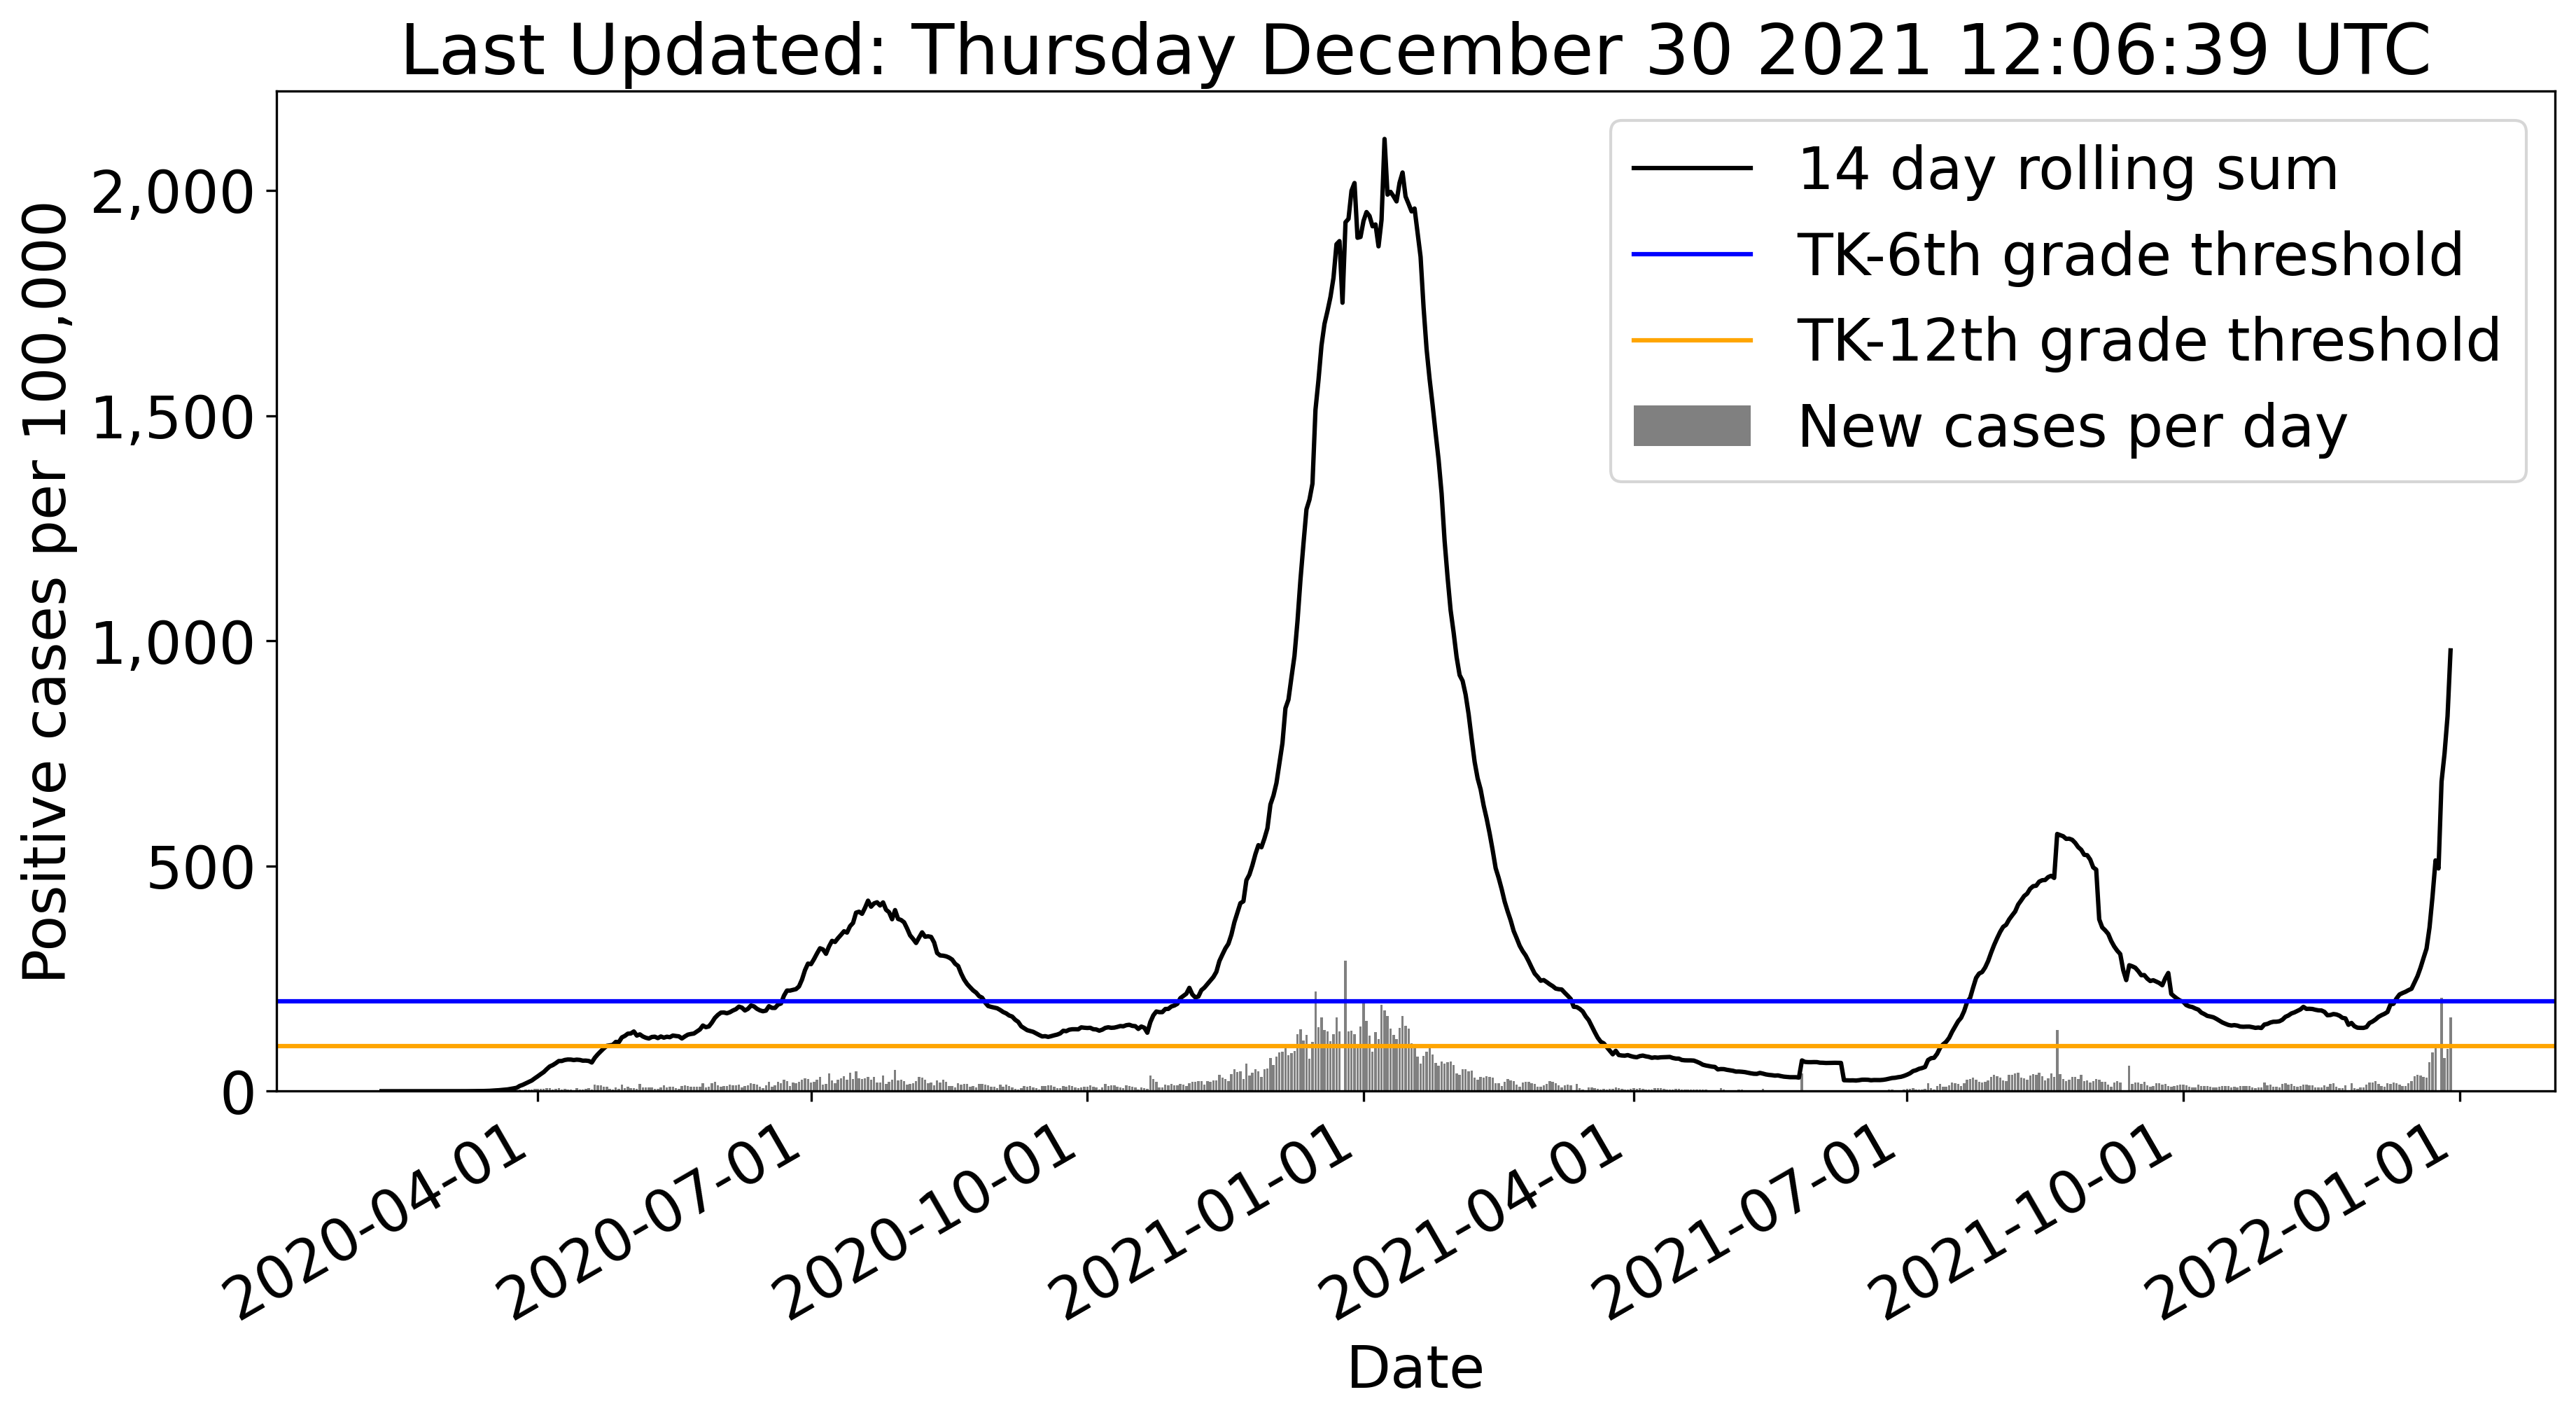 Last Updated: Thursday December 30 2021 12:06:39 UTC
14 day rolling sum
TK-6th grade threshold
TK-12th grade threshold
New cases per day
Positive cases per 100,000
2,000
1,500
1,000
500
0
2020-04-01
2020-07-01
2020-10-01
2021-01-01
2021-04-01
2021-07-01
2021-10-01
2022-01-01
Date